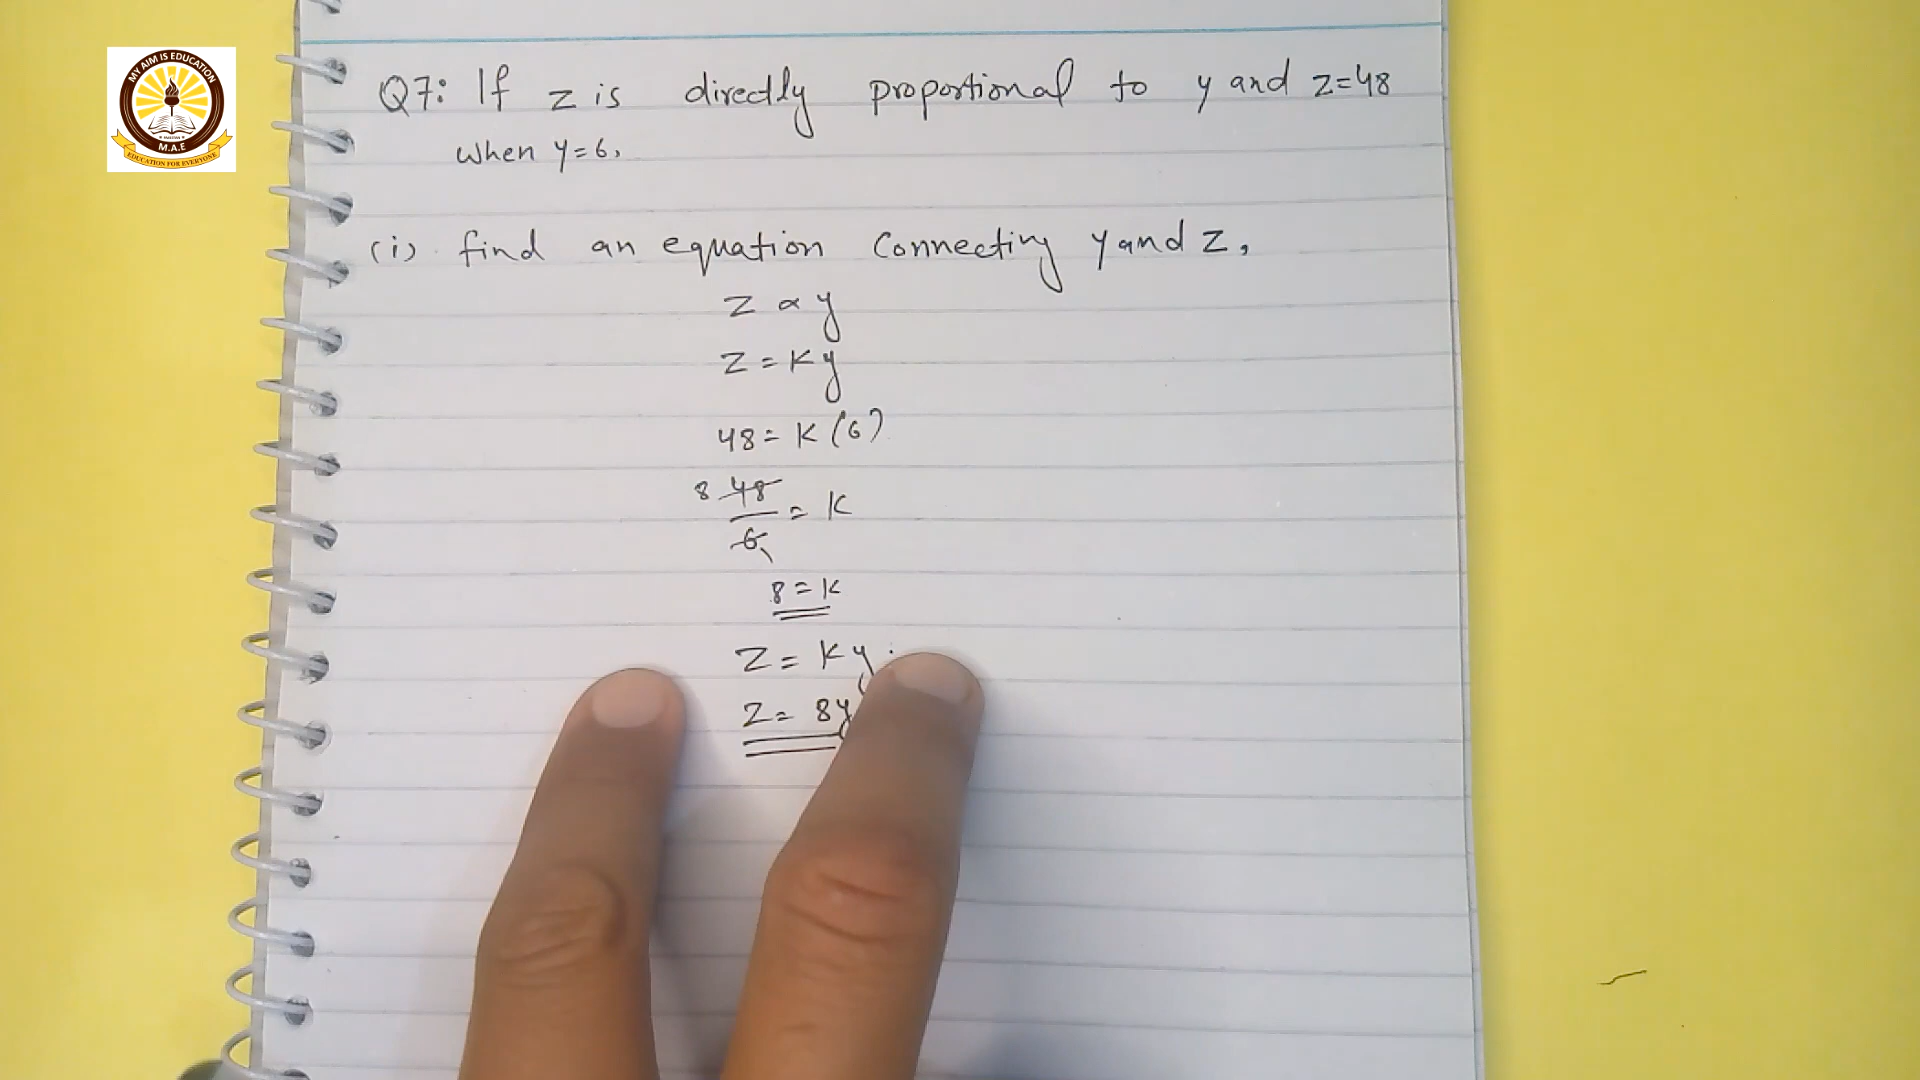 MY AIM IS EDUCATION
M.A.E
EDUCATION FOR EVERYONE
Q7: If z is directly proportional to y and z=48
when y=6,
(i) find an equation connecting y and z,
z ∝ y
z = ky
48 = k(6)
8 48/6 = k
8 = k
z = ky
z = 8y